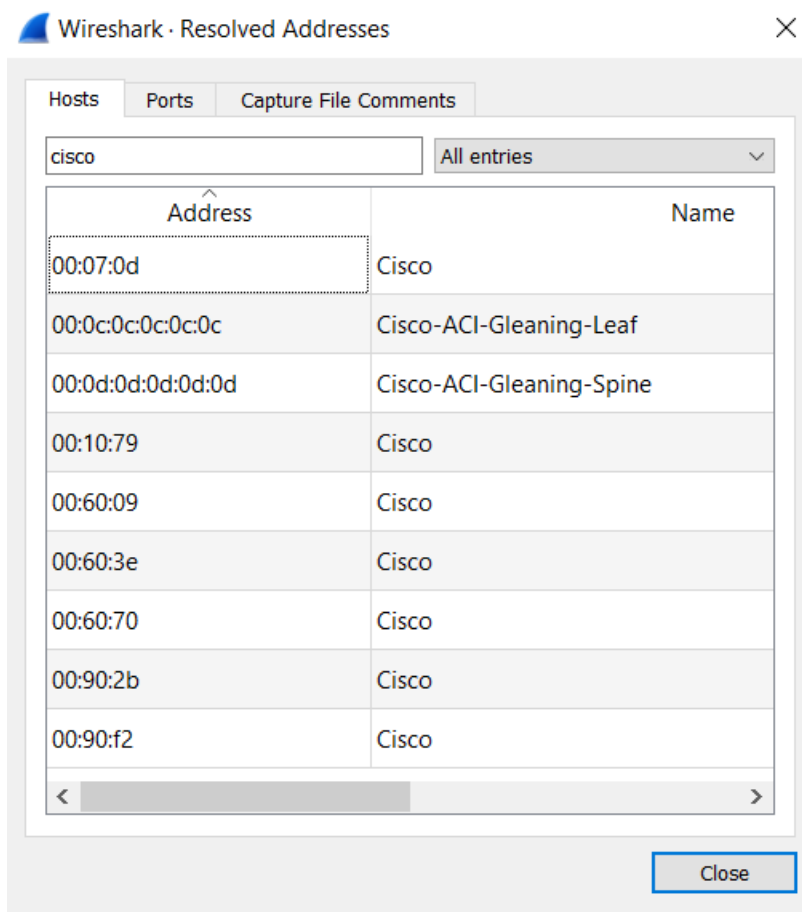 Wireshark · Resolved Addresses
Hosts Ports Capture File Comments
cisco All entries
Address Name
00:07:0d Cisco
00:0c:0c:0c:0c:0c Cisco-ACI-Gleaning-Leaf
00:0d:0d:0d:0d:0d Cisco-ACI-Gleaning-Spine
00:10:79 Cisco
00:60:09 Cisco
00:60:3e Cisco
00:60:70 Cisco
00:90:2b Cisco
00:90:f2 Cisco
Close